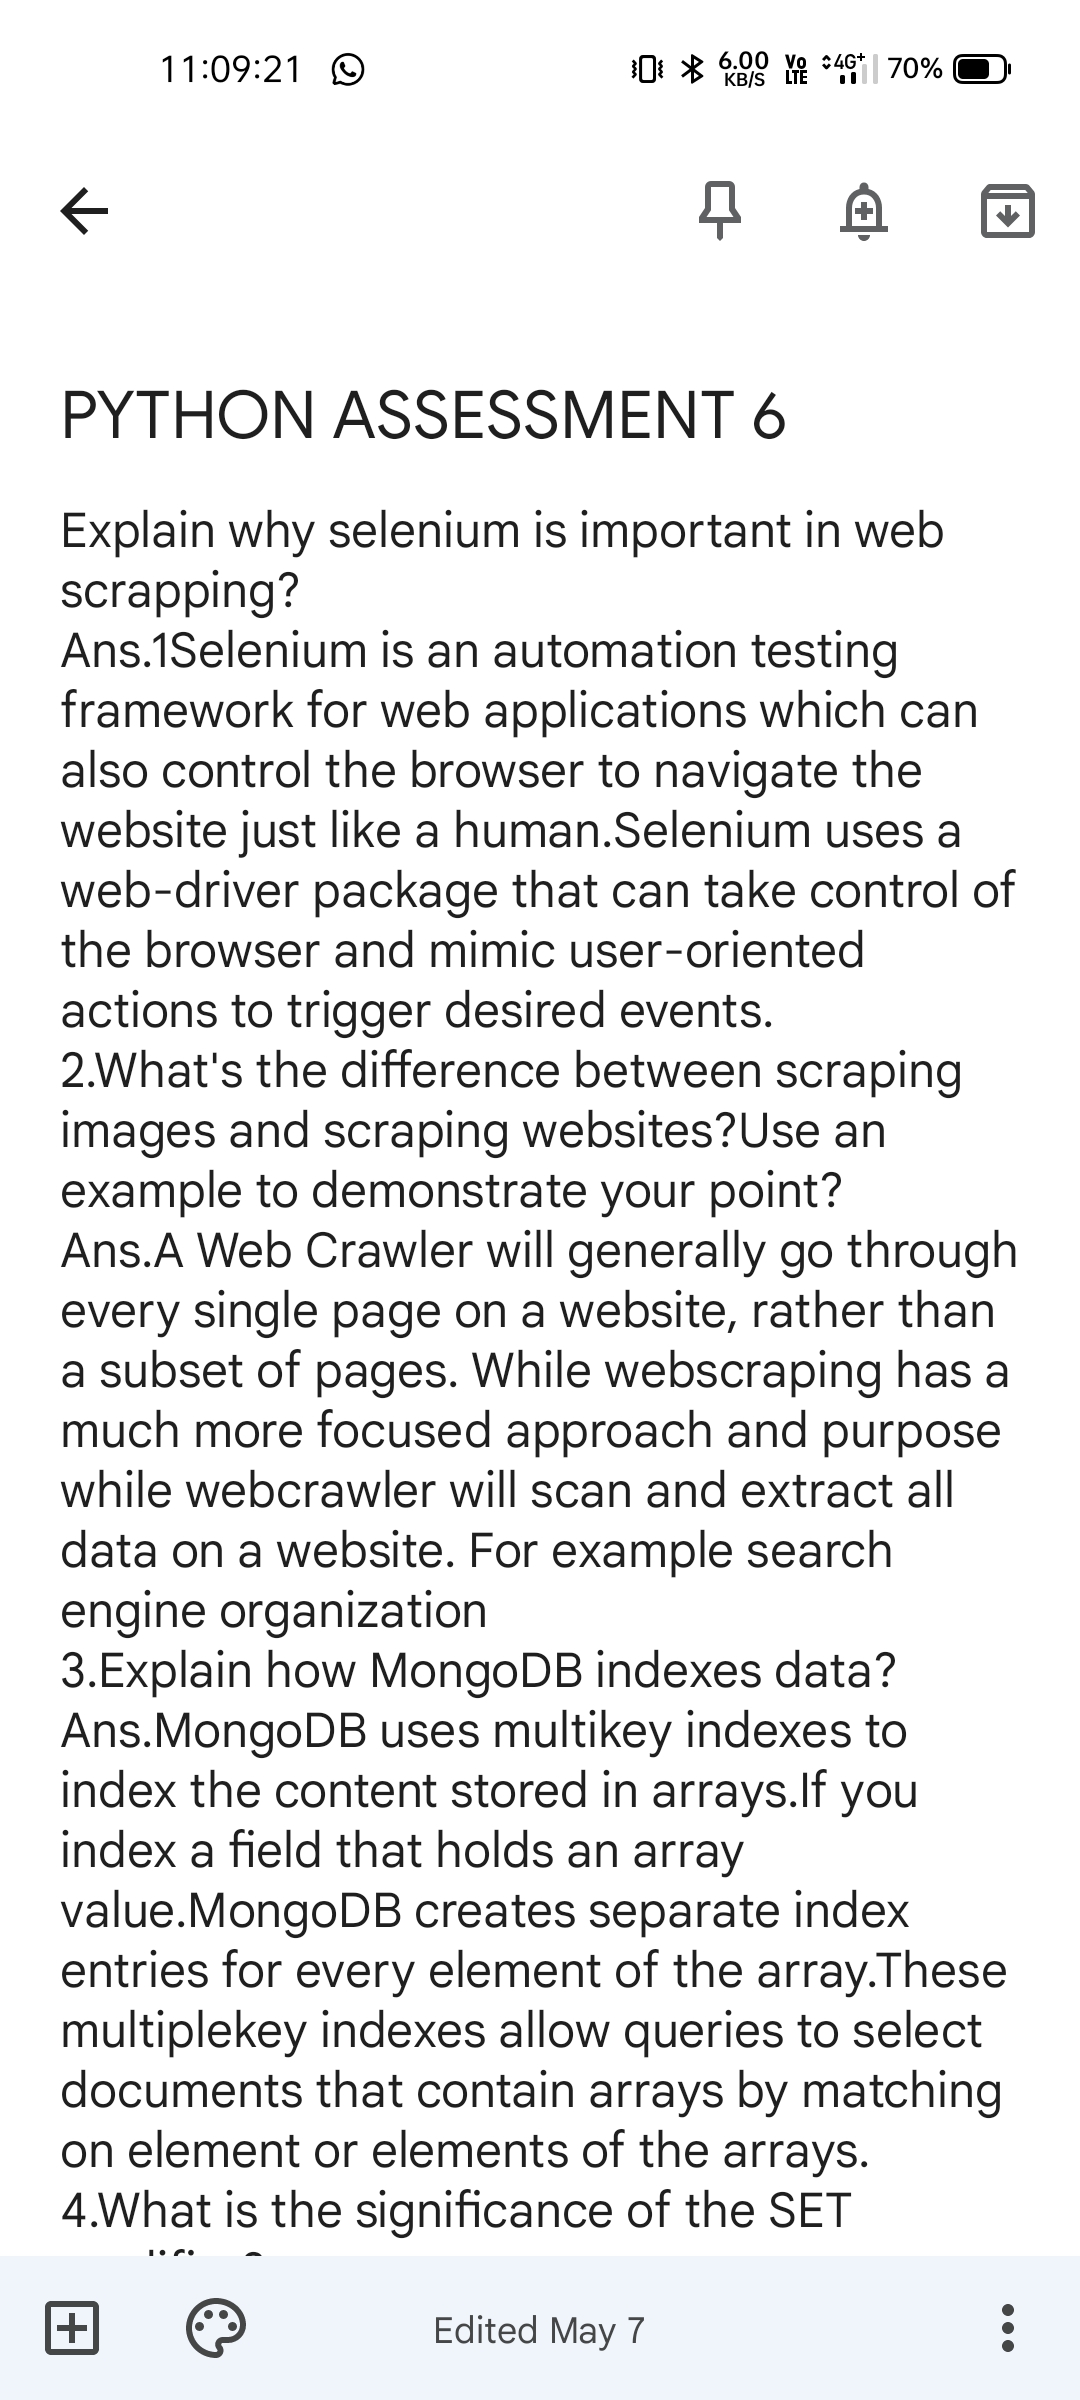 11:09:21
6.00
KB/S
Vo
LTE
4G+
70%
PYTHON ASSESSMENT 6
Explain why selenium is important in web
scrapping?
Ans.1Selenium is an automation testing
framework for web applications which can
also control the browser to navigate the
website just like a human.Selenium uses a
web-driver package that can take control of
the browser and mimic user-oriented
actions to trigger desired events.
2.What's the difference between scraping
images and scraping websites?Use an
example to demonstrate your point?
Ans.A Web Crawler will generally go through
every single page on a website, rather than
a subset of pages. While webscraping has a
much more focused approach and purpose
while webcrawler will scan and extract all
data on a website. For example search
engine organization
3.Explain how MongoDB indexes data?
Ans.MongoDB uses multikey indexes to
index the content stored in arrays.If you
index a field that holds an array
value.MongoDB creates separate index
entries for every element of the array.These
multiplekey indexes allow queries to select
documents that contain arrays by matching
on element or elements of the arrays.
4.What is the significance of the SET
Edited May 7